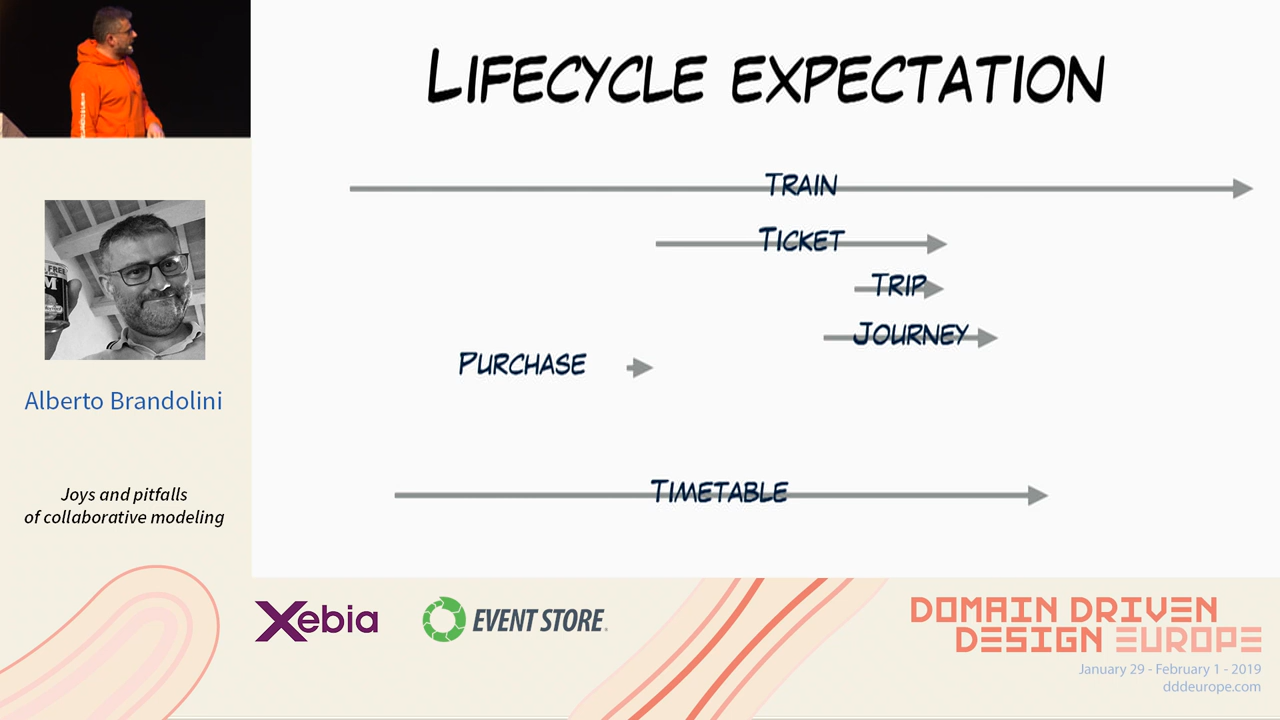 LIFECYCLE EXPECTATION
TRAIN
TICKET
TRIP
JOURNEY
PURCHASE
TIMETABLE
FREE
M
Alberto Brandolini
Joys and pitfalls
of collaborative modeling
Xebia
EVENT STORE
DOMAIN DRIVEN
DESIGN EUROPE
January 29 - February 1 - 2019
dddeurope.com